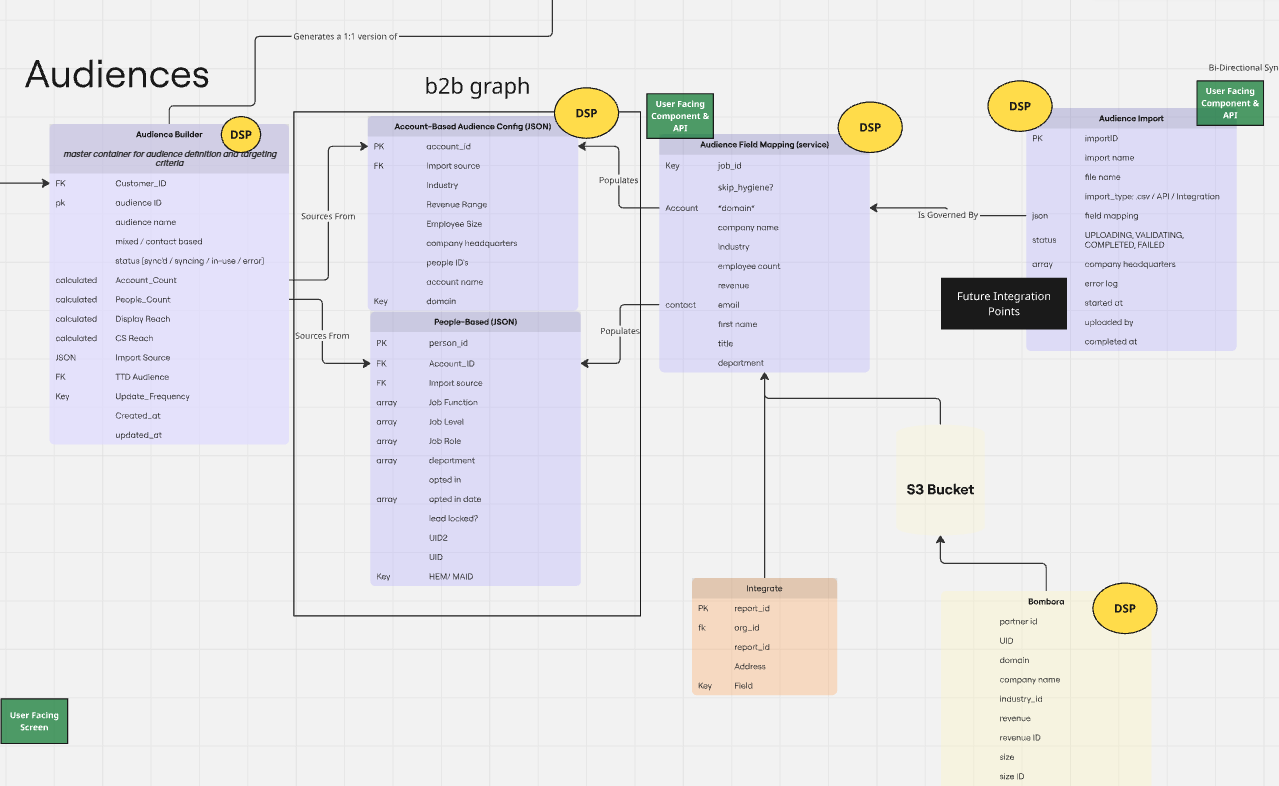 Generates a 1:1 version of
Audiences
b2b graph
Bi-Directional Syn
Audience Builder
DSP
master container for audience definition and targeting
criteria
FK Customer_ID
pk audience ID
audience name
mixed / contact based
status [sync'd / syncing / in-use / error]
calculated Account_Count
calculated People_Count
calculated Display Reach
calculated CS Reach
JSON Import Source
FK TTD Audience
Key Update_Frequency
Created_at
updated_at
Sources From
Sources From
DSP
Account-Based Audience Config (JSON)
PK account_id
FK Import source
Industry
Revenue Range
Employee Size
company headquarters
people ID's
account name
Key domain
People-Based (JSON)
PK person_id
FK Account_ID
FK Import source
array Job Function
array Job Level
array Job Role
array department
opted in
array opted in date
lead locked?
UID2
UID
Key HEM/ MAID
Populates
Populates
User Facing
Component &
API
DSP
Audience Field Mapping (service)
Key job_id
skip_hygiene?
Account *domain*
company name
industry
employee count
revenue
contact email
first name
title
department
Is Governed By
DSP
User Facing
Component &
API
Audience Import
PK importID
import name
file name
import_type: .csv / API / Integration
json field mapping
status UPLOADING, VALIDATING,
COMPLETED, FAILED
array company headquarters
error log
started at
uploaded by
completed at
Future Integration
Points
S3 Bucket
Integrate
PK report_id
fk org_id
report_id
Address
Key Field
Bombora
DSP
partner id
UID
domain
company name
industry_id
revenue
revenue ID
size
size ID
User Facing
Screen